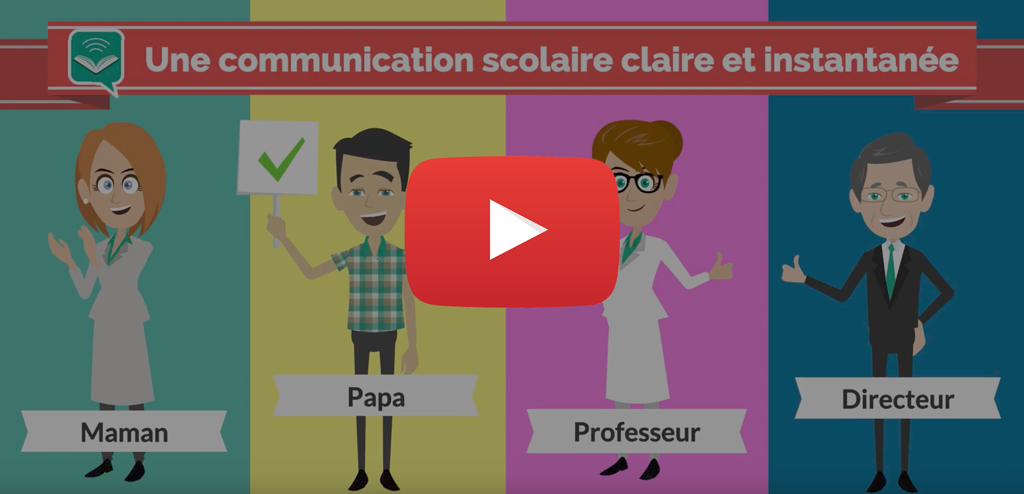 Une communication scolaire claire et instantanée
Maman
Papa
Professeur
Directeur